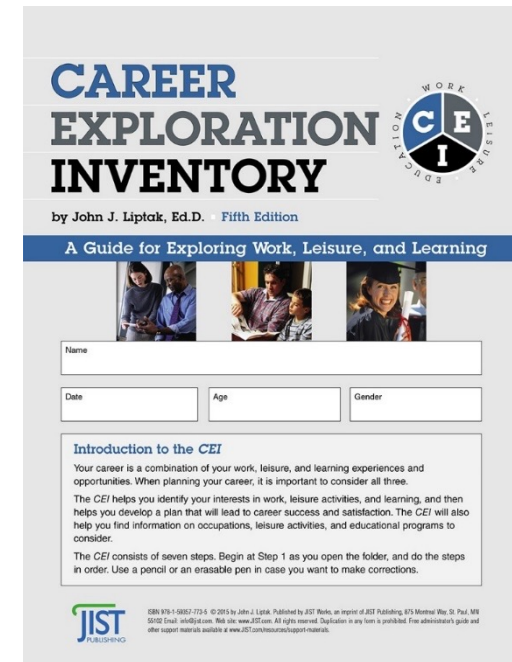 CAREER
EXPLORATION
INVENTORY
WORK
LEISURE
EDUCATION
C E
I
by John J. Liptak, Ed.D. Fifth Edition
A Guide for Exploring Work, Leisure, and Learning
Name
Date Age Gender
Introduction to the CEI
Your career is a combination of your work, leisure, and learning experiences and
opportunities. When planning your career, it is important to consider all three.
The CEI helps you identify your interests in work, leisure activities, and learning, and then
helps you develop a plan that will lead to career success and satisfaction. The CEI will also
help you find information on occupations, leisure activities, and educational programs to
consider.
The CEI consists of seven steps. Begin at Step 1 as you open the folder, and do the steps
in order. Use a pencil or an erasable pen in case you want to make corrections.
JIST
PUBLISHING
ISBN 978-1-59357-773-5 © 2015 by John J. Liptak. Published by JIST Works, an imprint of JIST Publishing, 875 Montreal Way, St. Paul, MN
55102 Email: info@jist.com. Web site: www.JIST.com. All rights reserved. Duplication in any form is prohibited. Free administrator's guide and
other support materials available at www.JIST.com/resources/support-materials.